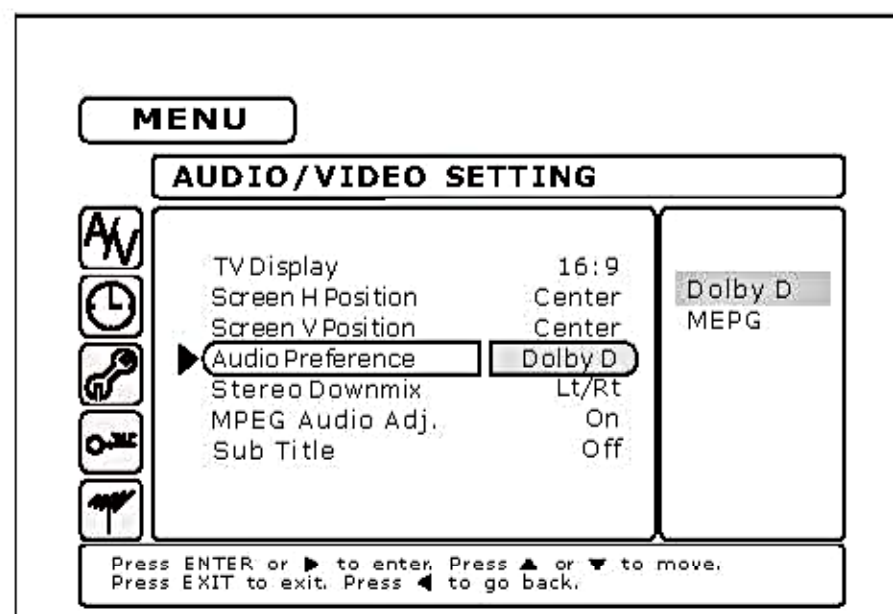 MENU
AUDIO/VIDEO SETTING
A/V
TV Display 16:9
Screen H Position Center
Screen V Position Center
Audio Preference Dolby D
Stereo Downmix Lt/Rt
MPEG Audio Adj. On
Sub Title Off
Dolby D
MEPG
Press ENTER or ▶ to enter. Press ▲ or ▼ to move.
Press EXIT to exit. Press ◀ to go back.